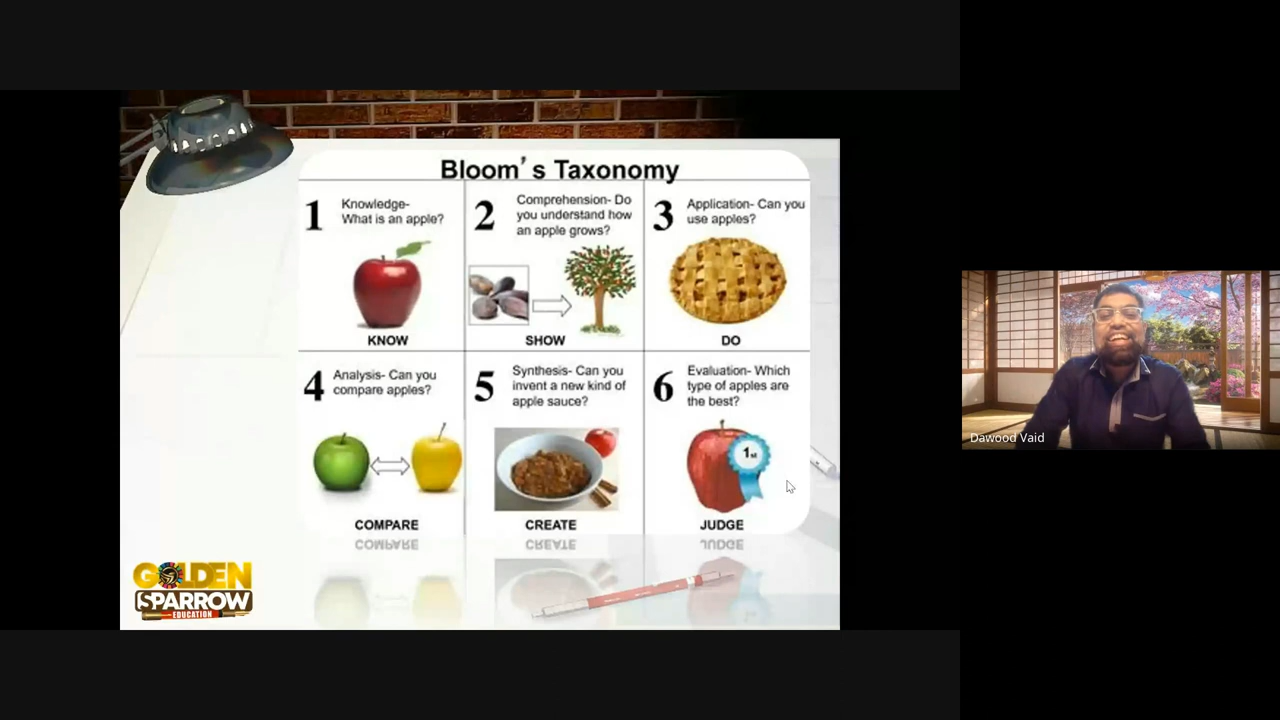 Bloom's Taxonomy
1
Knowledge-
What is an apple?
KNOW
2
Comprehension- Do
you understand how
an apple grows?
SHOW
3
Application- Can you
use apples?
DO
4
Analysis- Can you
compare apples?
COMPARE
5
Synthesis- Can you
invent a new kind of
apple sauce?
CREATE
6
Evaluation- Which
type of apples are
the best?
1st
JUDGE
GOLDEN
SPARROW
EDUCATION
Dawood Vaid